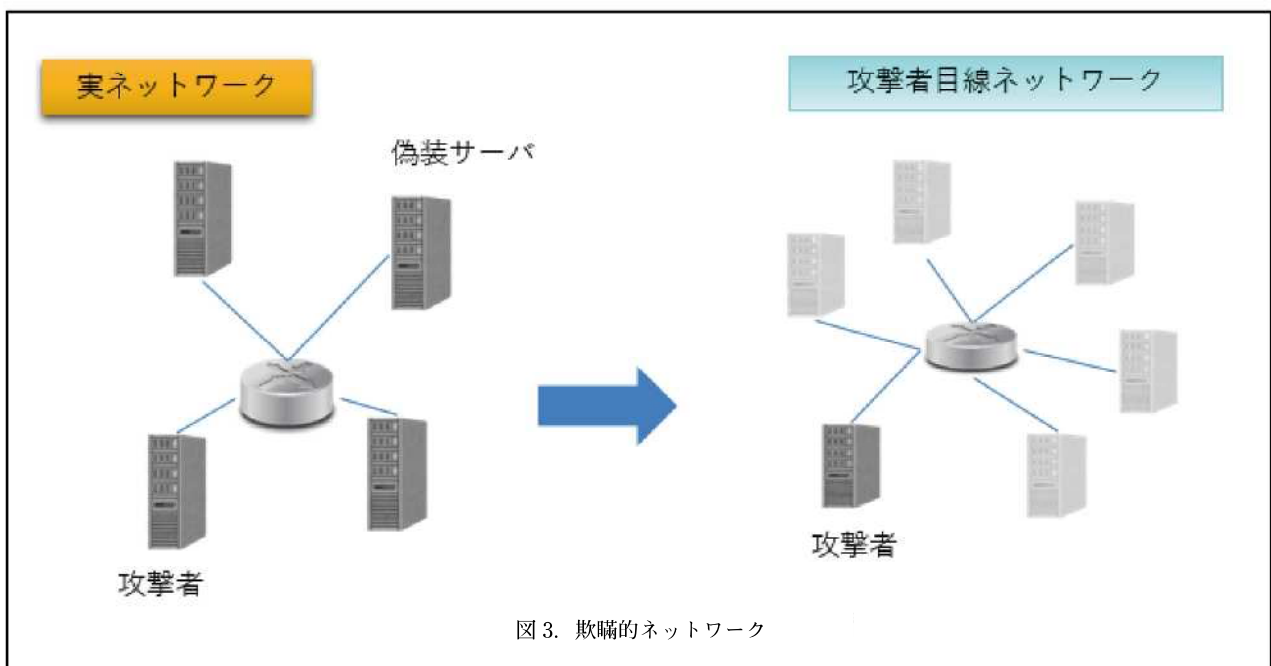 実ネットワーク
攻撃者目線ネットワーク
偽装サーバ
攻撃者
攻撃者
図 3. 欺瞞的ネットワーク